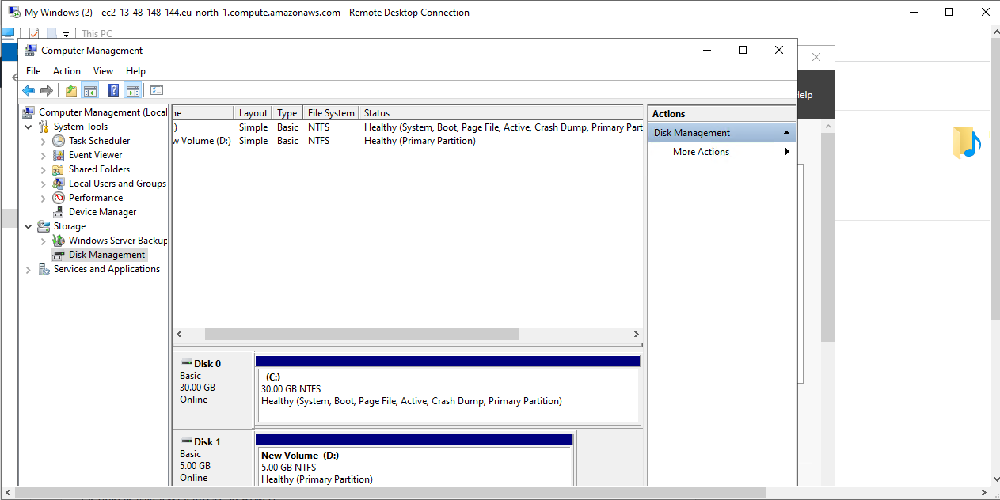 My Windows (2) - ec2-13-48-148-144.eu-north-1.compute.amazonaws.com - Remote Desktop Connection
This PC
Computer Management
File Action View Help
elp
Computer Management (Local
System Tools
Task Scheduler
Event Viewer
Shared Folders
Local Users and Groups
Performance
Device Manager
Storage
Windows Server Backup
Disk Management
Services and Applications
ne Layout Type File System Status
:) Simple Basic NTFS Healthy (System, Boot, Page File, Active, Crash Dump, Primary Part
w Volume (D:) Simple Basic NTFS Healthy (Primary Partition)
Disk 0
Basic
30.00 GB
Online
(C:)
30.00 GB NTFS
Healthy (System, Boot, Page File, Active, Crash Dump, Primary Partition)
Disk 1
Basic
5.00 GB
Online
New Volume (D:)
5.00 GB NTFS
Healthy (Primary Partition)
Actions
Disk Management
More Actions